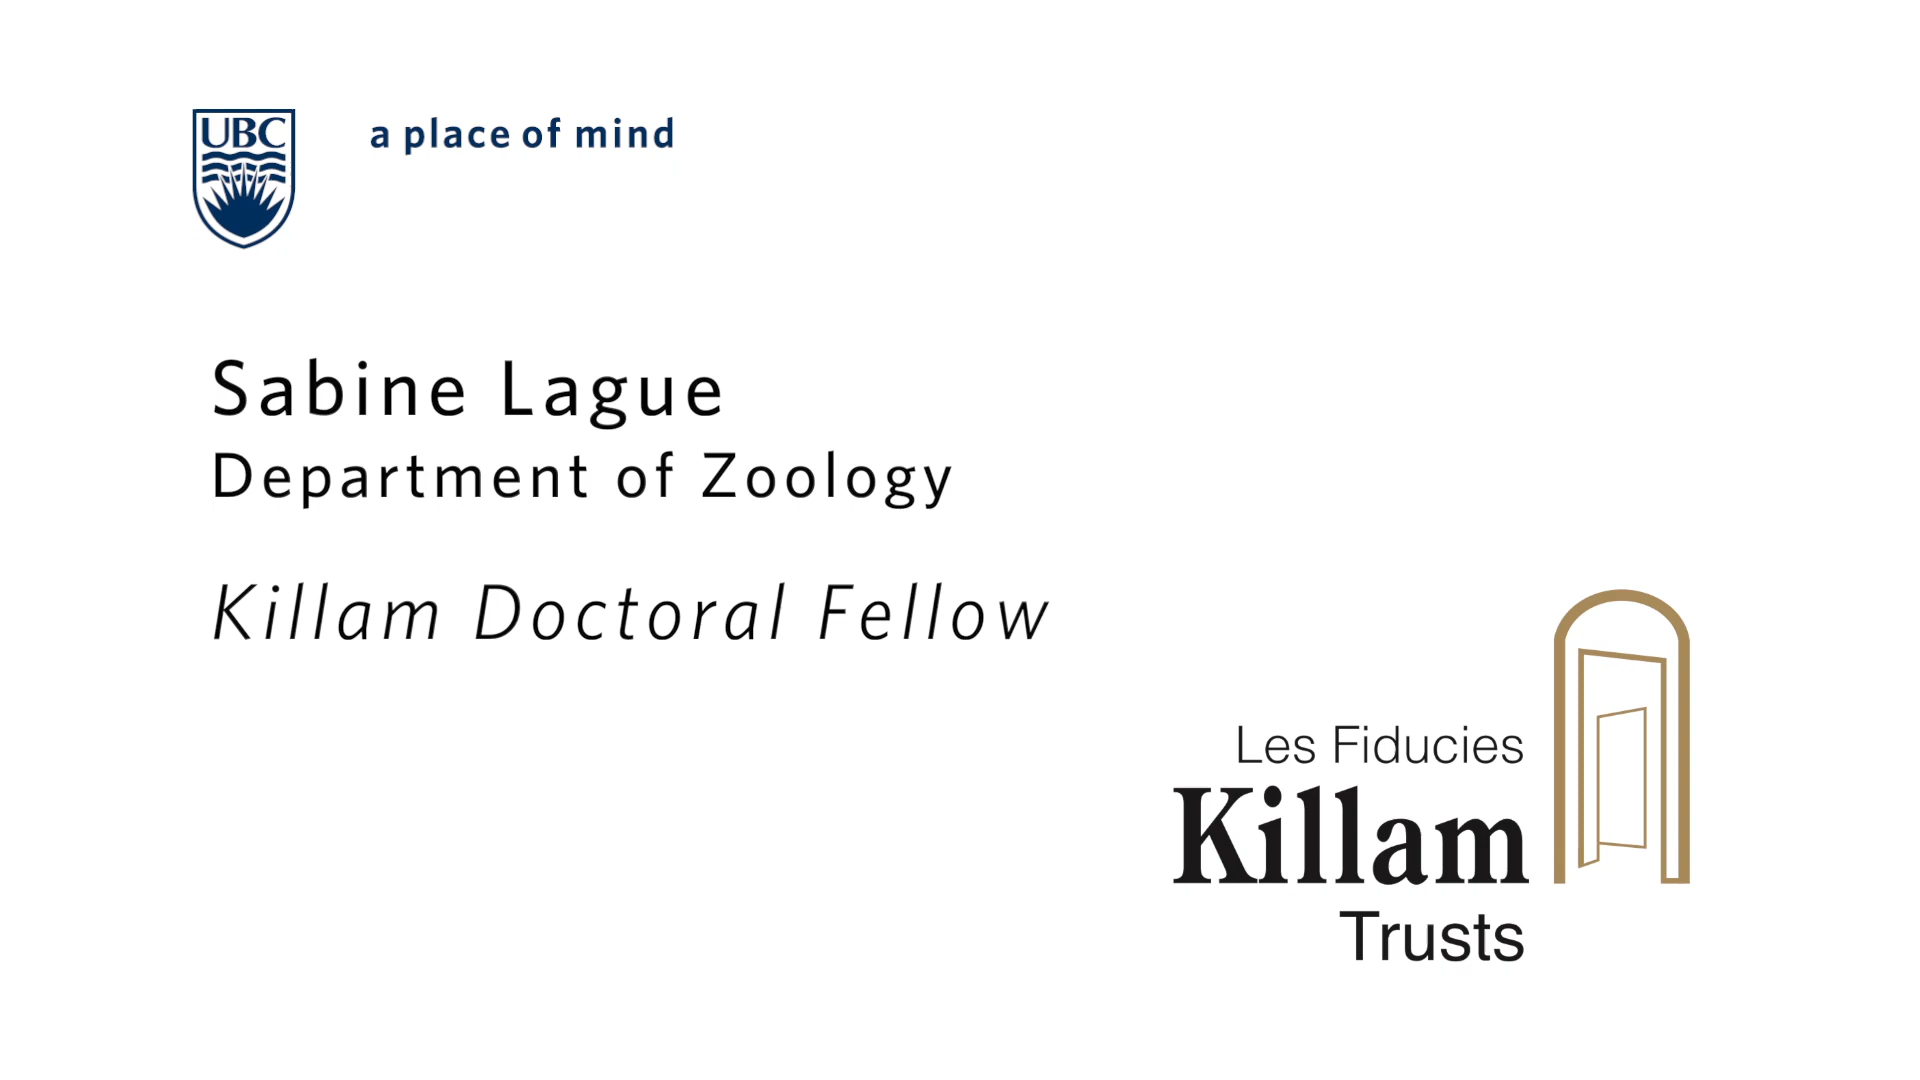 UBC
a place of mind
Sabine Lague
Department of Zoology
Killam Doctoral Fellow
Les Fiducies
Killam
Trusts